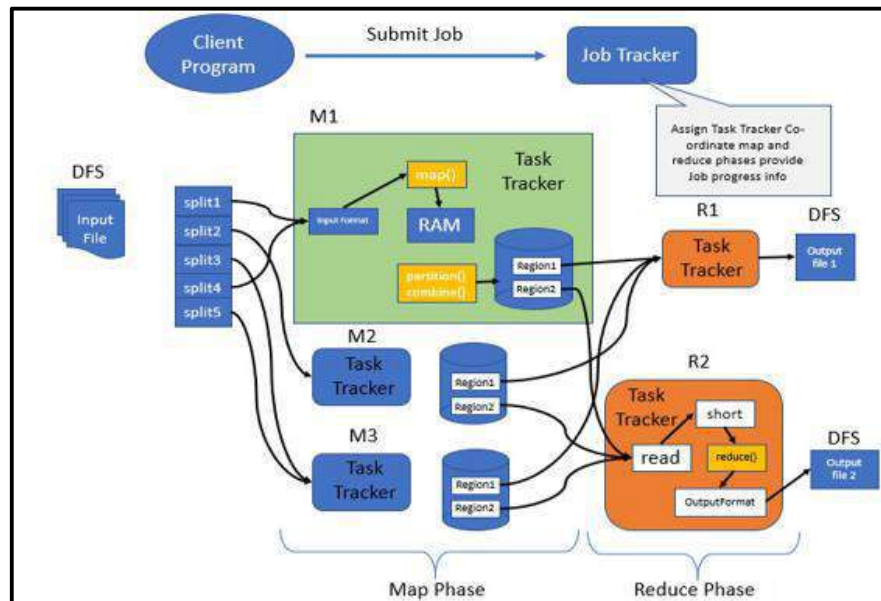 Client
Program
Submit Job
Job Tracker
Assign Task Tracker Co-
ordinate map and
reduce phases provide
Job progress info
M1
Task
Tracker
map()
Input Format
RAM
partition()
combine()
Region1
Region2
DFS
Input
File
split1
split2
split3
split4
split5
M2
Task
Tracker
Region1
Region2
M3
Task
Tracker
Region1
Region2
R1
Task
Tracker
DFS
Output
file 1
R2
Task
Tracker
short
read
reduce()
OutputFormat
DFS
Output
file 2
Map Phase
Reduce Phase